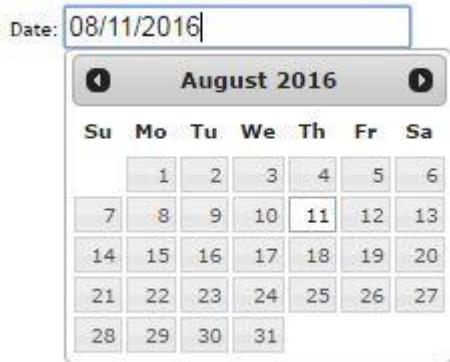 Date: 08/11/2016
August 2016
Su Mo Tu We Th Fr Sa
1 2 3 4 5 6
7 8 9 10 11 12 13
14 15 16 17 18 19 20
21 22 23 24 25 26 27
28 29 30 31